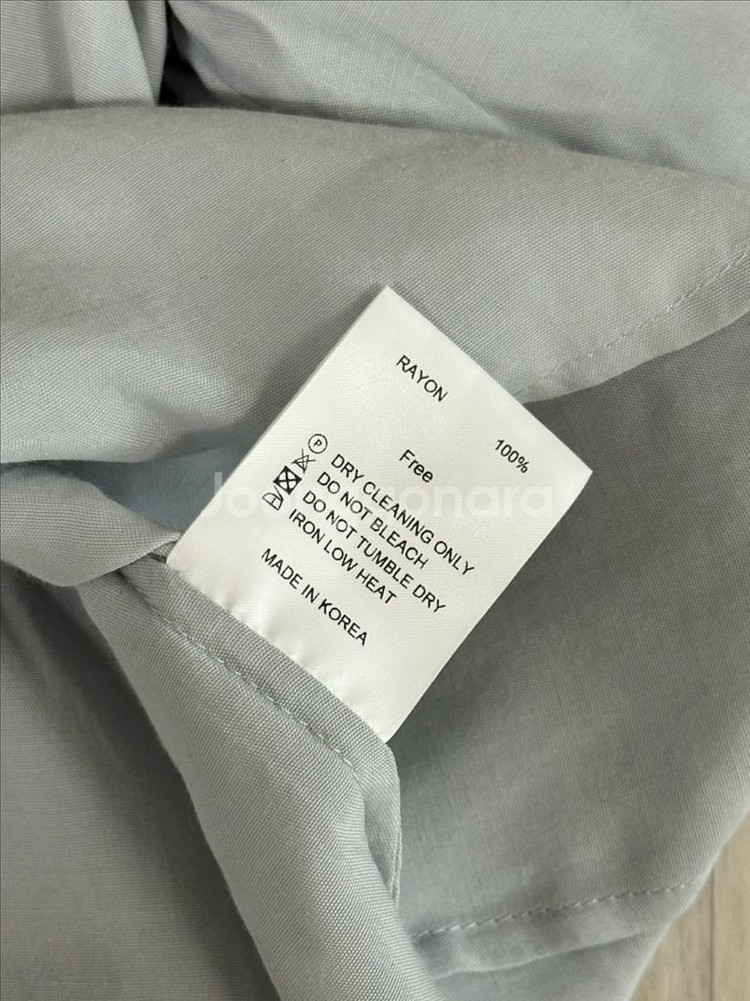 RAYON 100%
Free
Ⓟ DRY CLEANING ONLY
DO NOT BLEACH
DO NOT TUMBLE DRY
IRON LOW HEAT
MADE IN KOREA